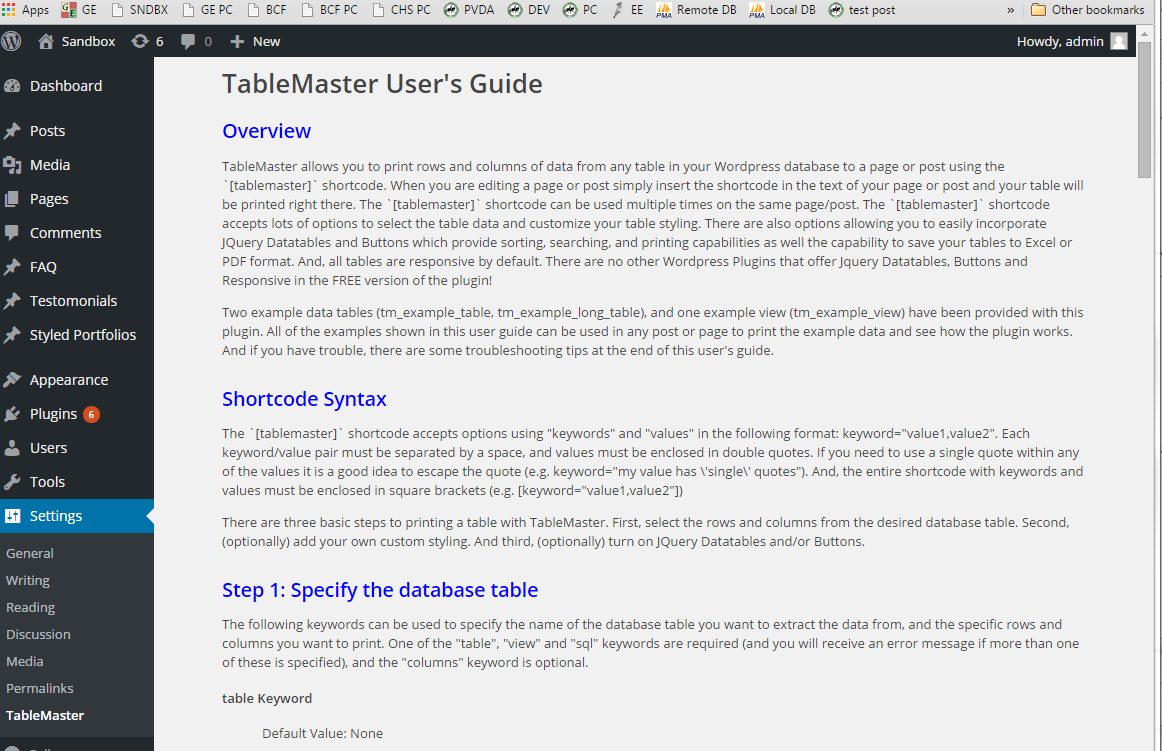 Apps GE SNDBX GE PC BCF BCF PC CHS PC PVDA DEV PC EE Remote DB Local DB test post » Other bookmarks
Sandbox 6 0 New Howdy, admin
Dashboard
Posts
Media
Pages
Comments
FAQ
Testomonials
Styled Portfolios
Appearance
Plugins 6
Users
Tools
Settings
General
Writing
Reading
Discussion
Media
Permalinks
TableMaster
TableMaster User's Guide
Overview
TableMaster allows you to print rows and columns of data from any table in your Wordpress database to a page or post using the
`[tablemaster]` shortcode. When you are editing a page or post simply insert the shortcode in the text of your page or post and your table will
be printed right there. The `[tablemaster]` shortcode can be used multiple times on the same page/post. The `[tablemaster]` shortcode
accepts lots of options to select the table data and customize your table styling. There are also options allowing you to easily incorporate
JQuery Datatables and Buttons which provide sorting, searching, and printing capabilities as well the capability to save your tables to Excel or
PDF format. And, all tables are responsive by default. There are no other Wordpress Plugins that offer Jquery Datatables, Buttons and
Responsive in the FREE version of the plugin!
Two example data tables (tm_example_table, tm_example_long_table), and one example view (tm_example_view) have been provided with this
plugin. All of the examples shown in this user guide can be used in any post or page to print the example data and see how the plugin works.
And if you have trouble, there are some troubleshooting tips at the end of this user's guide.
Shortcode Syntax
The `[tablemaster]` shortcode accepts options using "keywords" and "values" in the following format: keyword="value1,value2". Each
keyword/value pair must be separated by a space, and values must be enclosed in double quotes. If you need to use a single quote within any
of the values it is a good idea to escape the quote (e.g. keyword="my value has \'single\' quotes"). And, the entire shortcode with keywords and
values must be enclosed in square brackets (e.g. [keyword="value1,value2"])
There are three basic steps to printing a table with TableMaster. First, select the rows and columns from the desired database table. Second,
(optionally) add your own custom styling. And third, (optionally) turn on JQuery Datatables and/or Buttons.
Step 1: Specify the database table
The following keywords can be used to specify the name of the database table you want to extract the data from, and the specific rows and
columns you want to print. One of the "table", "view" and "sql" keywords are required (and you will receive an error message if more than one
of these is specified), and the "columns" keyword is optional.
table Keyword
Default Value: None